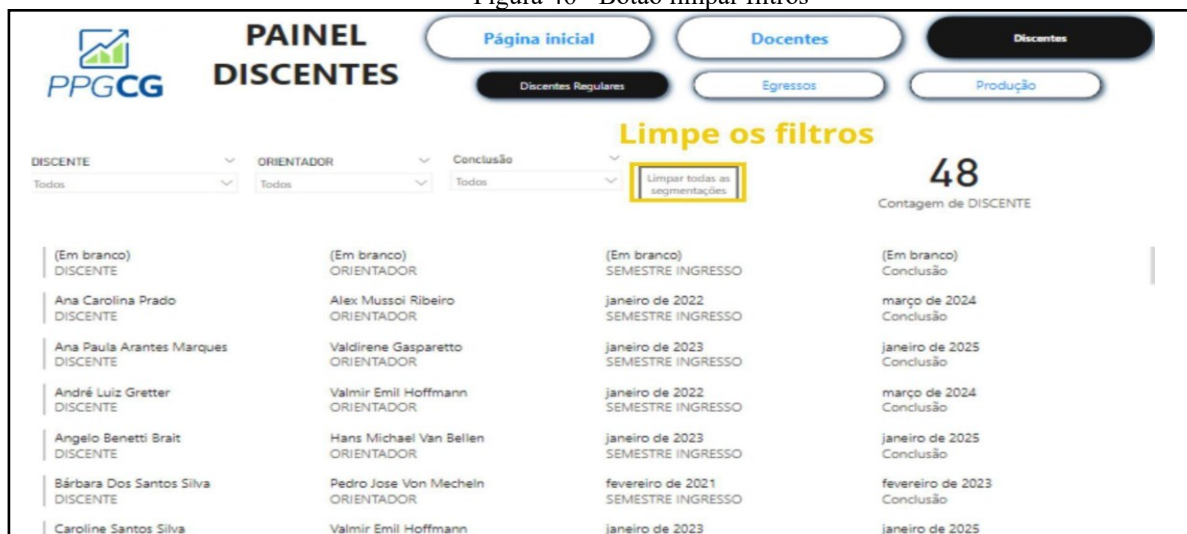 Figura 46 - Botão limpar filtros
PPGCG
PAINEL
DISCENTES
Página inicial
Docentes
Discentes
Discentes Regulares
Egressos
Produção
Limpe os filtros
DISCENTE
Todos
ORIENTADOR
Todos
Conclusão
Todos
Limpar todas as
segmentações
48
Contagem de DISCENTE
(Em branco) (Em branco) (Em branco) (Em branco)
DISCENTE ORIENTADOR SEMESTRE INGRESSO Conclusão
Ana Carolina Prado Alex Mussoi Ribeiro janeiro de 2022 março de 2024
DISCENTE ORIENTADOR SEMESTRE INGRESSO Conclusão
Ana Paula Arantes Marques Valdirene Gasparetto janeiro de 2023 janeiro de 2025
DISCENTE ORIENTADOR SEMESTRE INGRESSO Conclusão
André Luiz Gretter Valmir Emil Hoffmann janeiro de 2022 março de 2024
DISCENTE ORIENTADOR SEMESTRE INGRESSO Conclusão
Angelo Benetti Brait Hans Michael Van Bellen janeiro de 2023 janeiro de 2025
DISCENTE ORIENTADOR SEMESTRE INGRESSO Conclusão
Bárbara Dos Santos Silva Pedro Jose Von Mecheln fevereiro de 2021 fevereiro de 2023
DISCENTE ORIENTADOR SEMESTRE INGRESSO Conclusão
Caroline Santos Silva Valmir Emil Hoffmann janeiro de 2023 janeiro de 2025